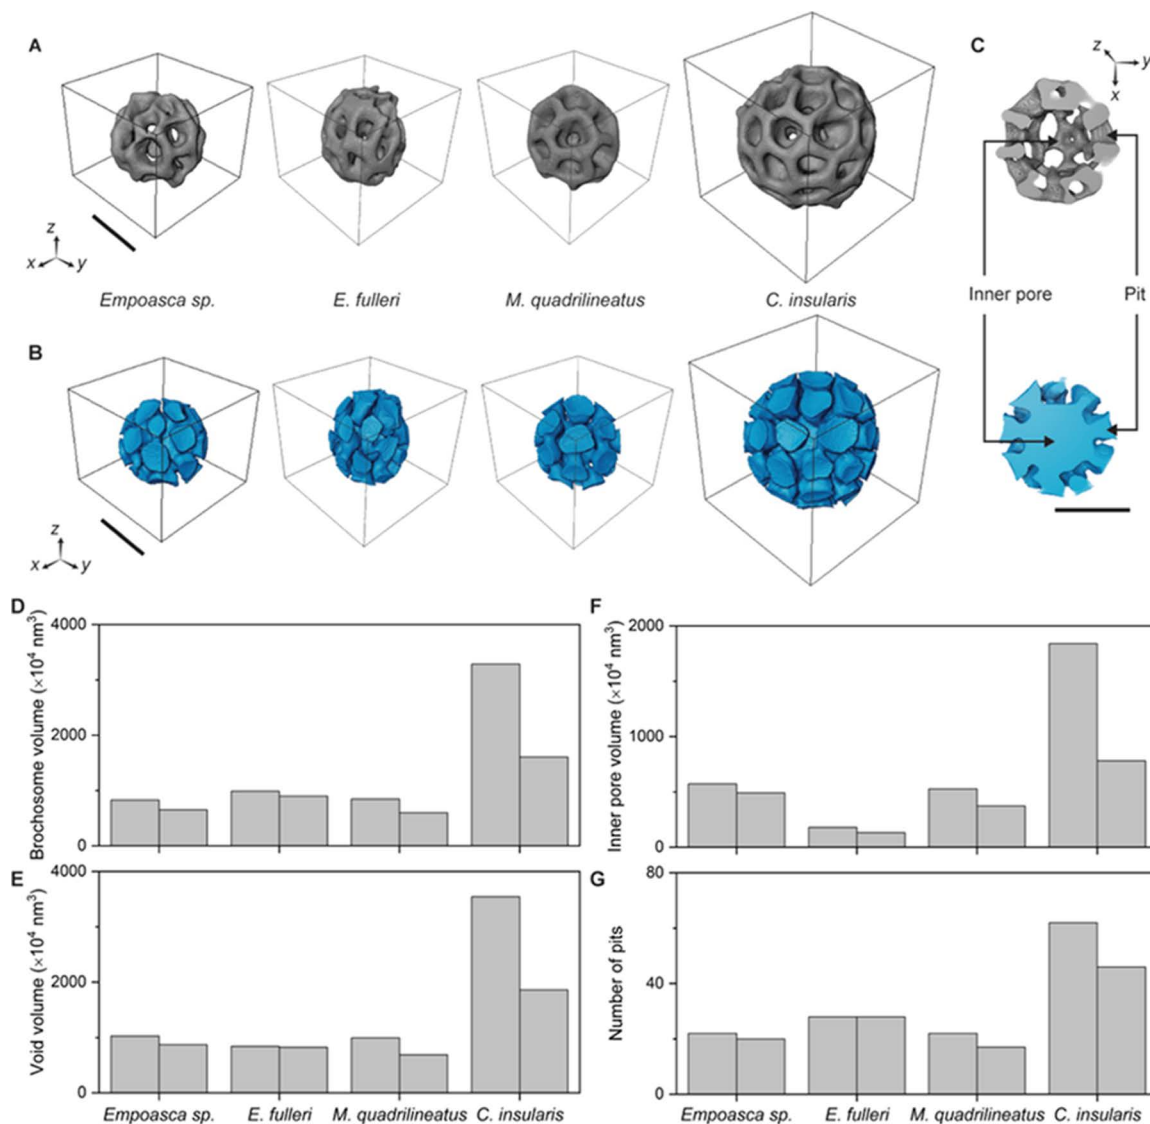 A
C
z
y
x
z
x
y
Empoasca sp.
E. fulleri
M. quadrilineatus
C. insularis
Inner pore
Pit
B
z
x
y
D
Brochosome volume (×10⁴ nm³)
4000
2000
0
F
Inner pore volume (×10⁴ nm³)
2000
1000
0
E
Void volume (×10⁴ nm³)
4000
2000
0
Empoasca sp.
E. fulleri
M. quadrilineatus
C. insularis
G
Number of pits
80
40
0
Empoasca sp.
E. fulleri
M. quadrilineatus
C. insularis